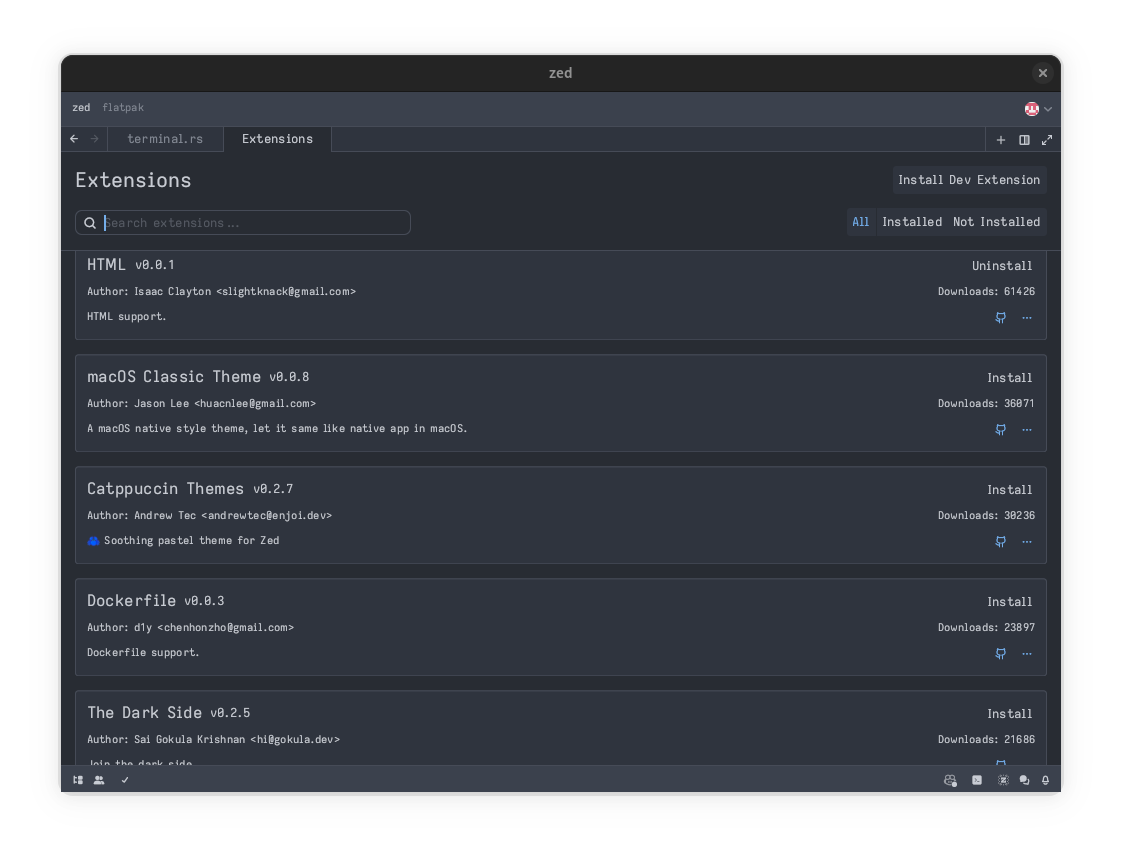 zed
zed flatpak
terminal.rs Extensions
Extensions
Install Dev Extension
Search extensions...
All Installed Not Installed
HTML v0.0.1
Uninstall
Author: Isaac Clayton <slightknack@gmail.com>
Downloads: 61426
HTML support.
macOS Classic Theme v0.0.8
Install
Author: Jason Lee <huacnlee@gmail.com>
Downloads: 36071
A macOS native style theme, let it same like native app in macOS.
Catppuccin Themes v0.2.7
Install
Author: Andrew Tec <andrewtec@enjoi.dev>
Downloads: 30236
Soothing pastel theme for Zed
Dockerfile v0.0.3
Install
Author: d1y <chenhonzho@gmail.com>
Downloads: 23897
Dockerfile support.
The Dark Side v0.2.5
Install
Author: Sai Gokula Krishnan <hi@gokula.dev>
Downloads: 21686
Join the dark side